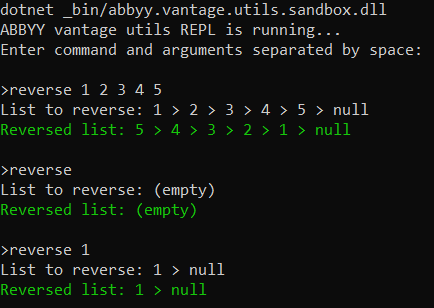 dotnet _bin/abbyy.vantage.utils.sandbox.dll
ABBYY vantage utils REPL is running...
Enter command and arguments separated by space:
>reverse 1 2 3 4 5
List to reverse: 1 > 2 > 3 > 4 > 5 > null
Reversed list: 5 > 4 > 3 > 2 > 1 > null
>reverse
List to reverse: (empty)
Reversed list: (empty)
>reverse 1
List to reverse: 1 > null
Reversed list: 1 > null